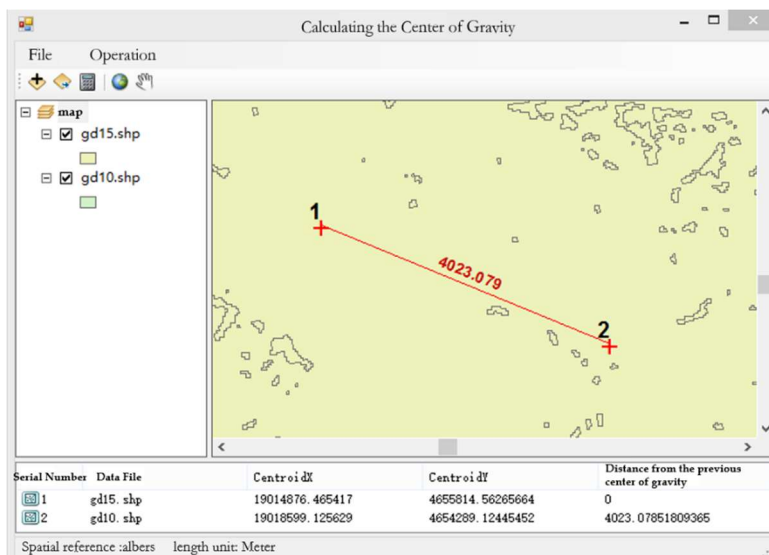 Calculating the Center of Gravity
File Operation
map
gd15.shp
gd10.shp
1
4023.079
2
Serial Number Data File CentroidX CentroidY Distance from the previous center of gravity
1 gd15. shp 19014876.465417 4655814.56265664 0
2 gd10. shp 19018599.125629 4654289.12445452 4023.07851809365
Spatial reference :albers length unit: Meter